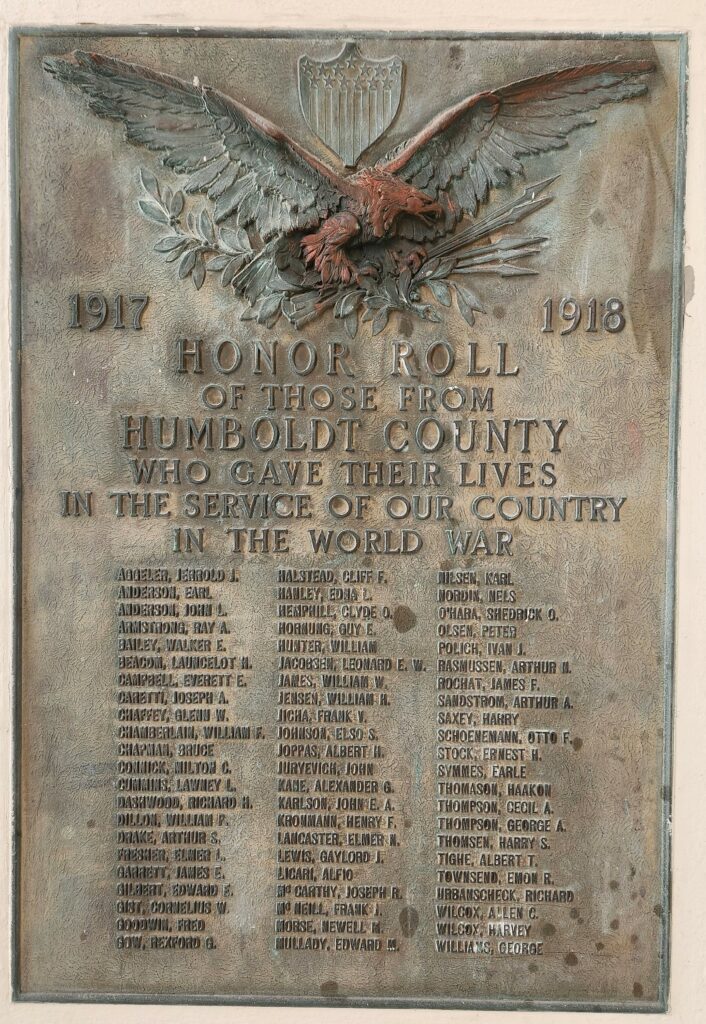 1917 1918
HONOR ROLL
OF THOSE FROM
HUMBOLDT COUNTY
WHO GAVE THEIR LIVES
IN THE SERVICE OF OUR COUNTRY
IN THE WORLD WAR
AGGELER, JERROLD J.
ANDERSON, EARL
ANDERSON, JOHN L.
ARMSTRONG, RAY A.
BAILEY, WALKER E.
BEACOM, LAUNCELOT H.
CAMPBELL, EVERETT E.
CARETTI, JOSEPH A.
CHAFFEY, GLENN W.
CHAMBERLAIN, WILLIAM F.
CHAPMAN, BRUCE
CONNICK, MILTON C.
CUMMINS, LAWNEY L.
DASHWOOD, RICHARD H.
DILLON, WILLIAM P.
DRAKE, ARTHUR S.
FRESHER, ELMER L.
GARRETT, JAMES E.
GILBERT, EDWARD E.
GIST, CORNELIUS W.
GOODWIN, FRED
GOW, REXFORD G.
HALSTEAD, CLIFF F.
HANLEY, EDNA L.
HEMPHILL, CLYDE O.
HORNUNG, GUY E.
HUNTER, WILLIAM
JACOBSEN, LEONARD E. W.
JAMES, WILLIAM W.
JENSEN, WILLIAM H.
JICHA, FRANK V.
JOHNSON, ELSO S.
JOPPAS, ALBERT H.
JURYEVICH, JOHN
KANE, ALEXANDER G.
KARLSON, JOHN E. A.
KRONMANN, HENRY F.
LANCASTER, ELMER N.
LEWIS, GAYLORD J.
LICARI, ALFIO
McCARTHY, JOSEPH R.
McNEILL, FRANK J.
MORSE, NEWELL M.
MULLADY, EDWARD M.
NILSEN, KARL
NORDIN, NELS
O'HARA, SHEDRICK O.
OLSEN, PETER
POLICH, IVAN J.
RASMUSSEN, ARTHUR H.
ROCHAT, JAMES F.
SANDSTROM, ARTHUR A.
SAXEY, HARRY
SCHOENEMANN, OTTO F.
STOCK, ERNEST H.
SYMMES, EARLE
THOMASON, HAAKON
THOMPSON, CECIL A.
THOMPSON, GEORGE A.
THOMSEN, HARRY S.
TIGHE, ALBERT T.
TOWNSEND, EMON R.
URBANSCHECK, RICHARD
WILCOX, ALLEN C.
WILCOX, HARVEY
WILLIAMS, GEORGE